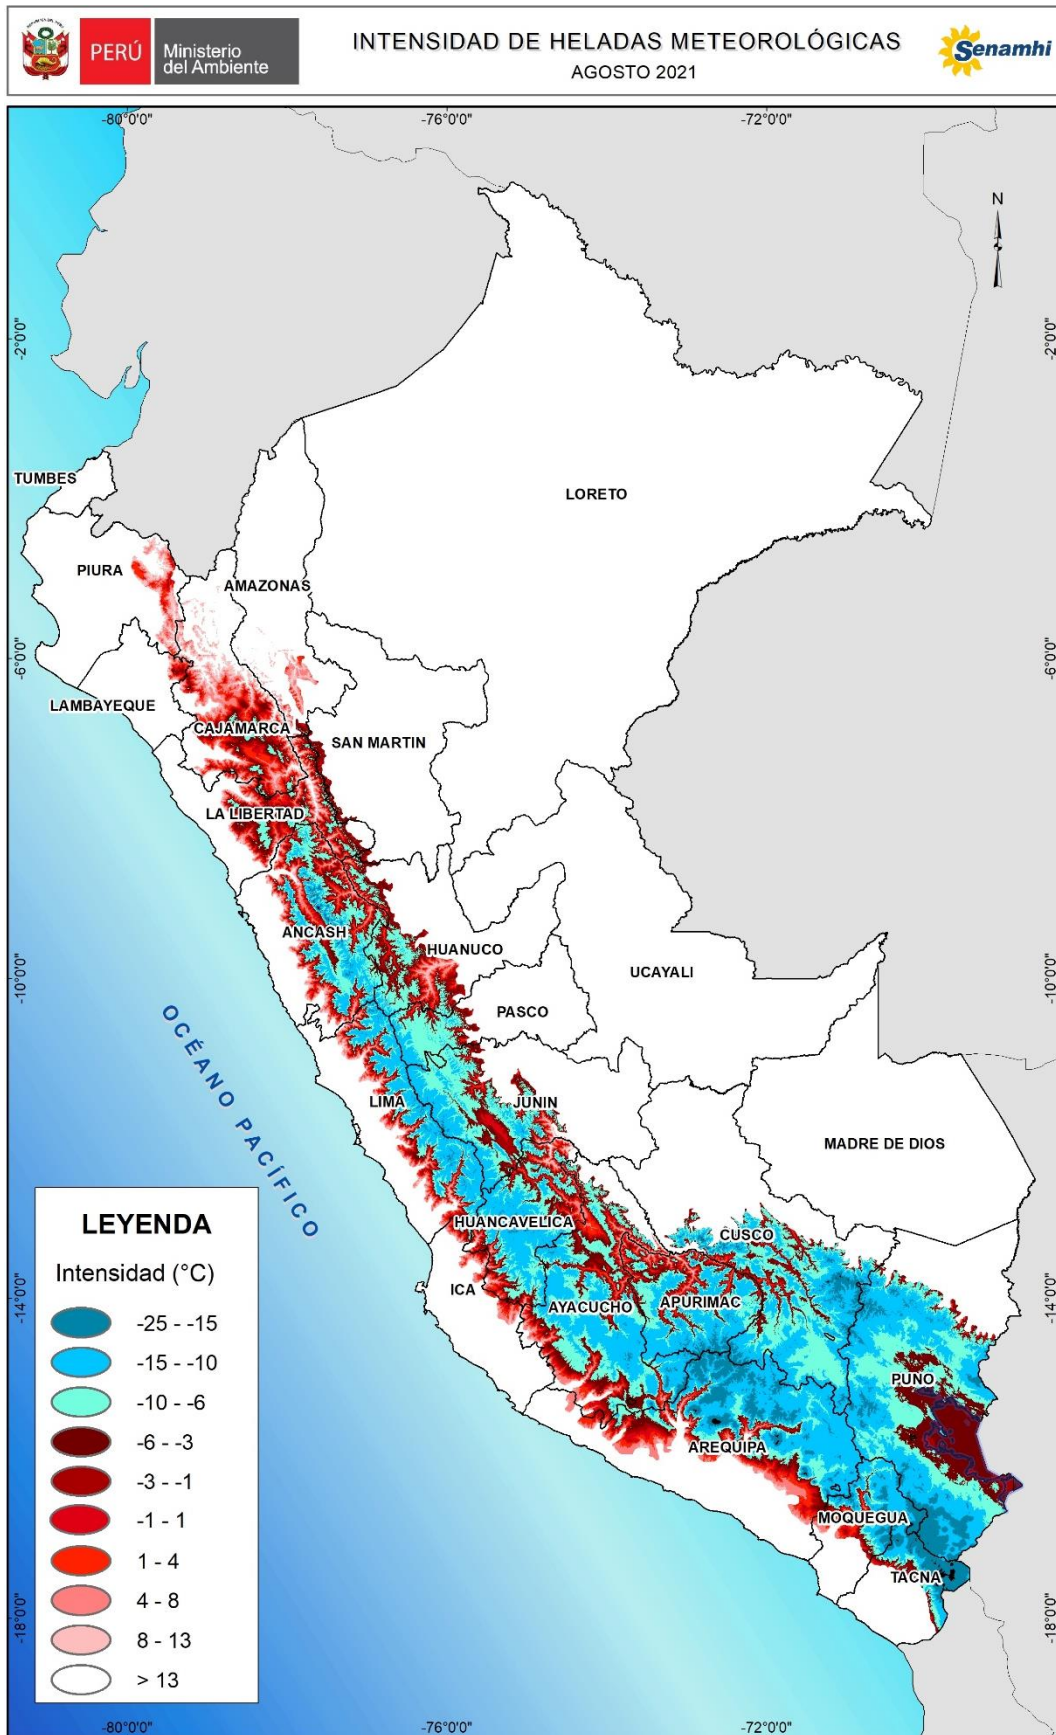 REPÚBLICA DEL PERÚ
PERÚ
Ministerio
del Ambiente
INTENSIDAD DE HELADAS METEOROLÓGICAS
AGOSTO 2021
Senamhi
-80°0'0"
-76°0'0"
-72°0'0"
N
-2°0'0"
-2°0'0"
TUMBES
LORETO
PIURA
AMAZONAS
-6°0'0"
-6°0'0"
LAMBAYEQUE
CAJAMARCA
SAN MARTIN
LA LIBERTAD
ANCASH
HUANUCO
UCAYALI
-10°0'0"
-10°0'0"
PASCO
OCÉANO PACÍFICO
LIMA
JUNIN
MADRE DE DIOS
HUANCAVELICA
CUSCO
ICA
AYACUCHO
APURIMAC
-14°0'0"
-14°0'0"
PUNO
AREQUIPA
MOQUEGUA
TACNA
-18°0'0"
-18°0'0"
LEYENDA
Intensidad (°C)
-25 - -15
-15 - -10
-10 - -6
-6 - -3
-3 - -1
-1 - 1
1 - 4
4 - 8
8 - 13
> 13
-80°0'0"
-76°0'0"
-72°0'0"